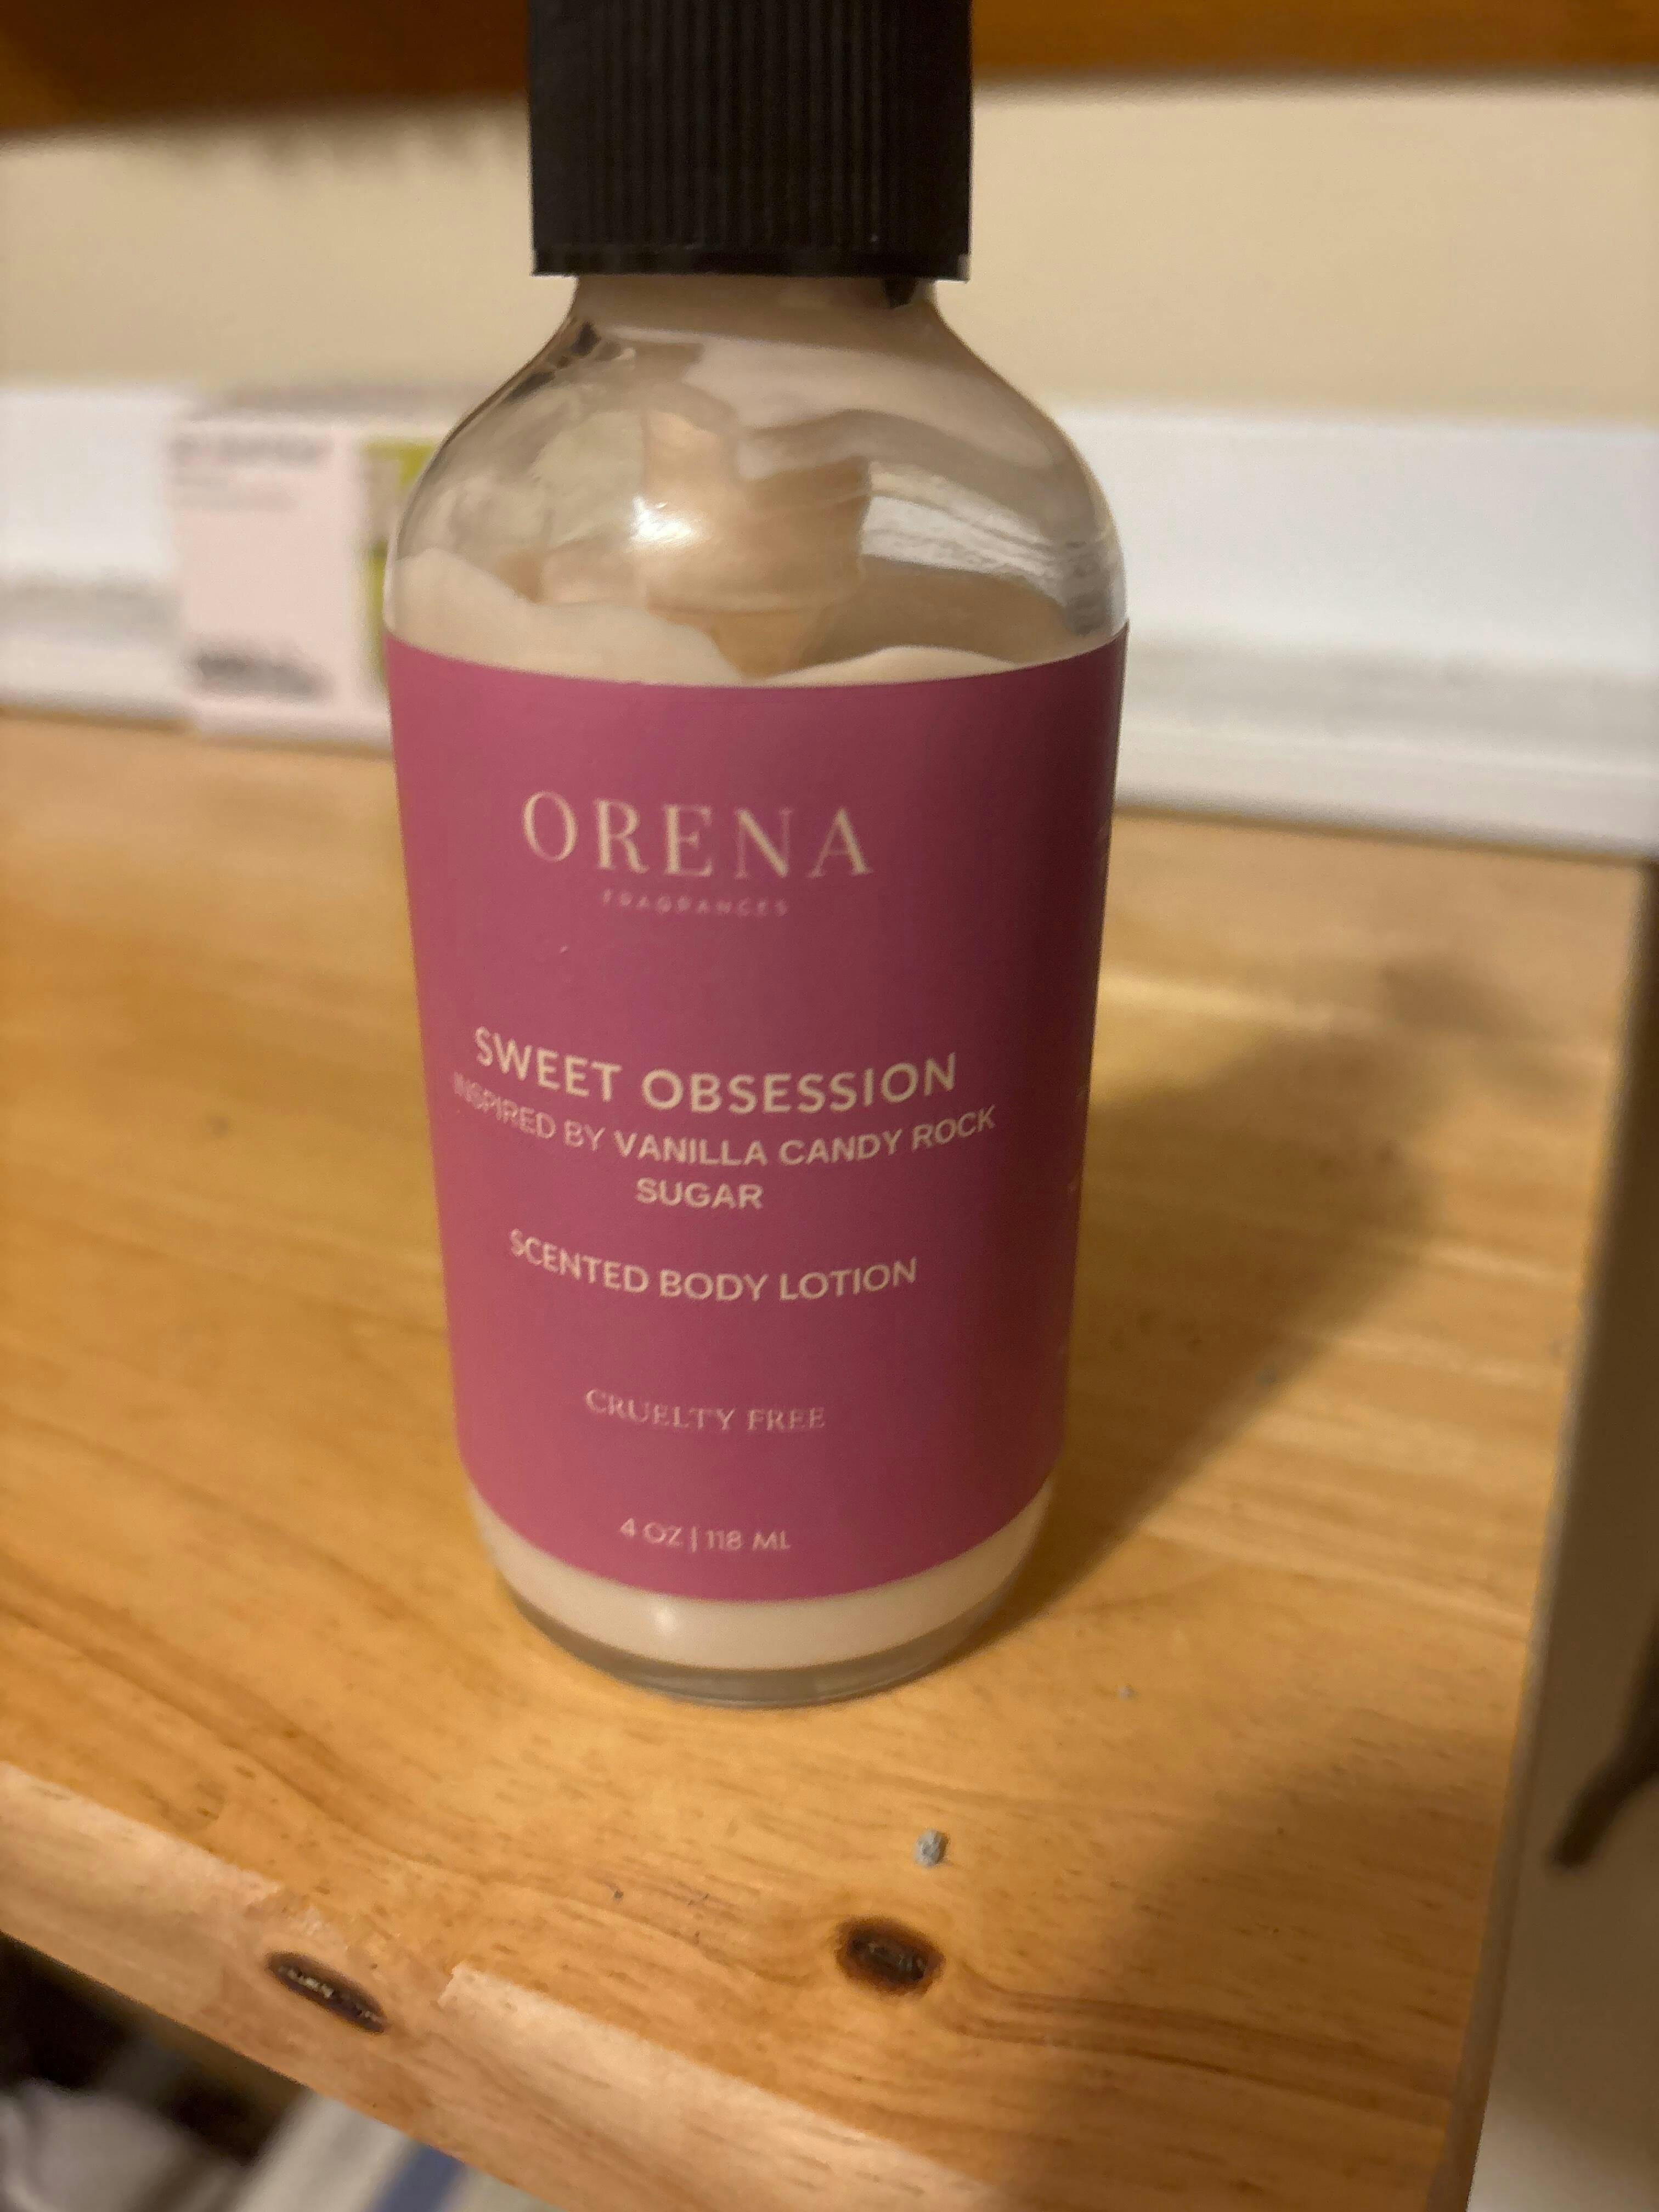 ORENA
FRAGRANCES
SWEET OBSESSION
INSPIRED BY VANILLA CANDY ROCK
SUGAR
SCENTED BODY LOTION
CRUELTY FREE
4 OZ | 118 ML